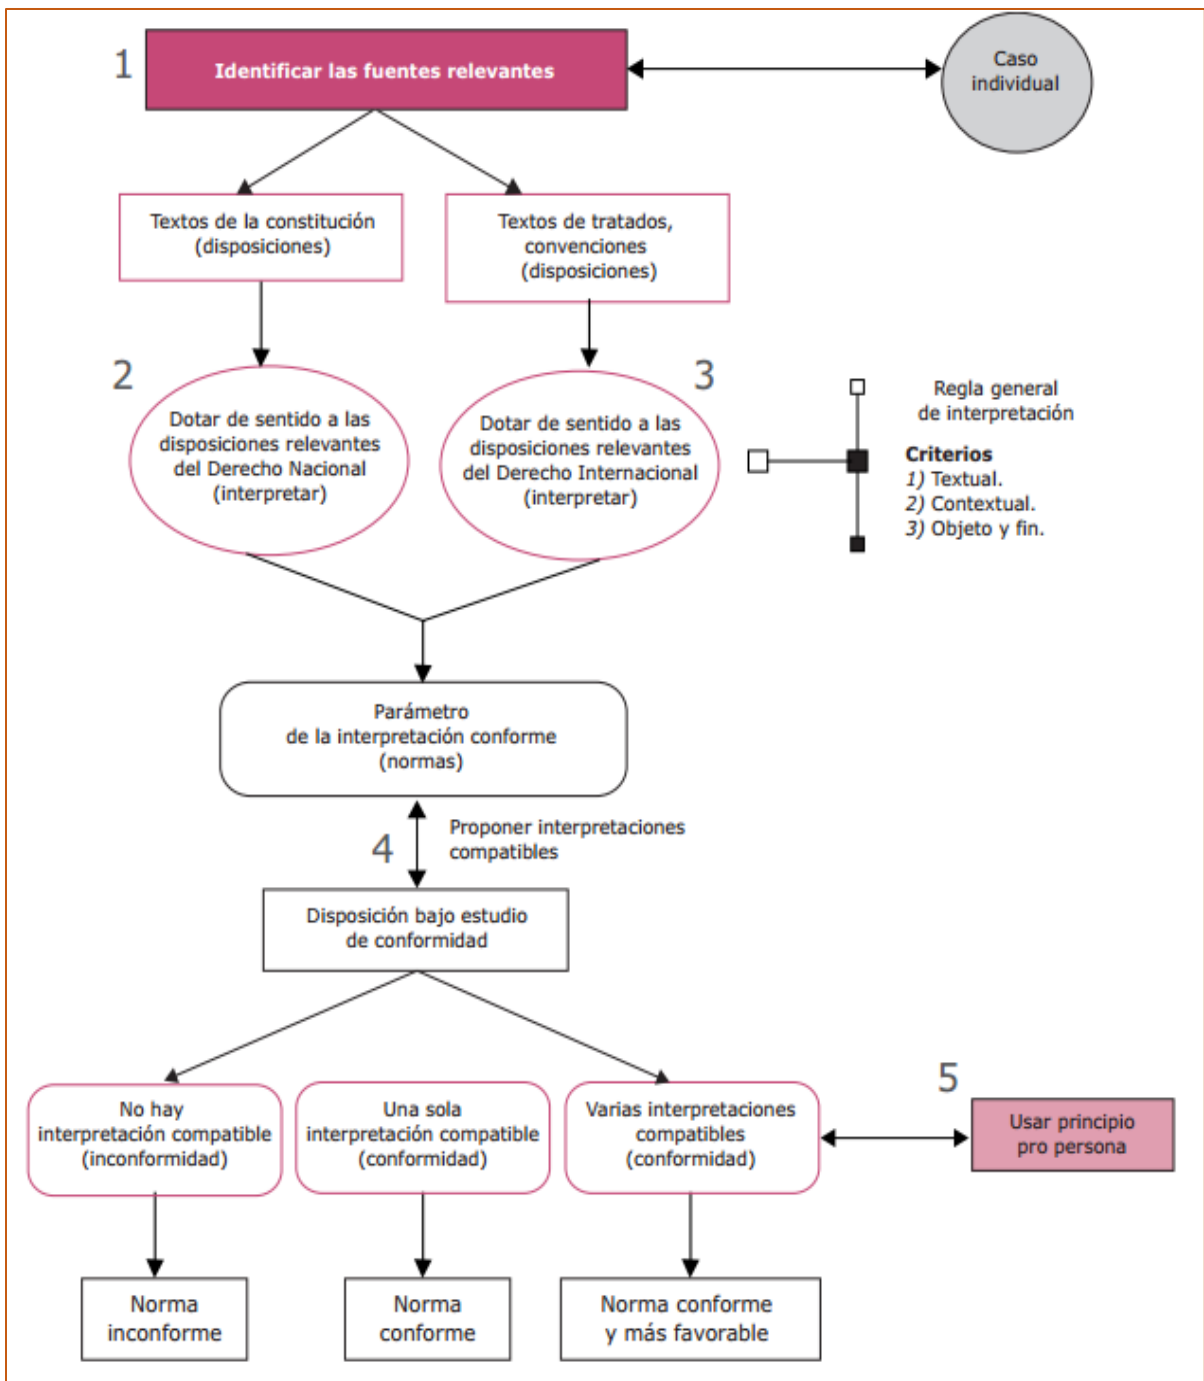 1
Identificar las fuentes relevantes
Caso
individual
Textos de la constitución
(disposiciones)
Textos de tratados,
convenciones
(disposiciones)
2
Dotar de sentido a las
disposiciones relevantes
del Derecho Nacional
(interpretar)
3
Dotar de sentido a las
disposiciones relevantes
del Derecho Internacional
(interpretar)
Regla general
de interpretación
Criterios
1) Textual.
2) Contextual.
3) Objeto y fin.
Parámetro
de la interpretación conforme
(normas)
4
Proponer interpretaciones
compatibles
Disposición bajo estudio
de conformidad
No hay
interpretación compatible
(inconformidad)
Una sola
interpretación compatible
(conformidad)
Varias interpretaciones
compatibles
(conformidad)
5
Usar principio
pro persona
Norma
inconforme
Norma
conforme
Norma conforme
y más favorable